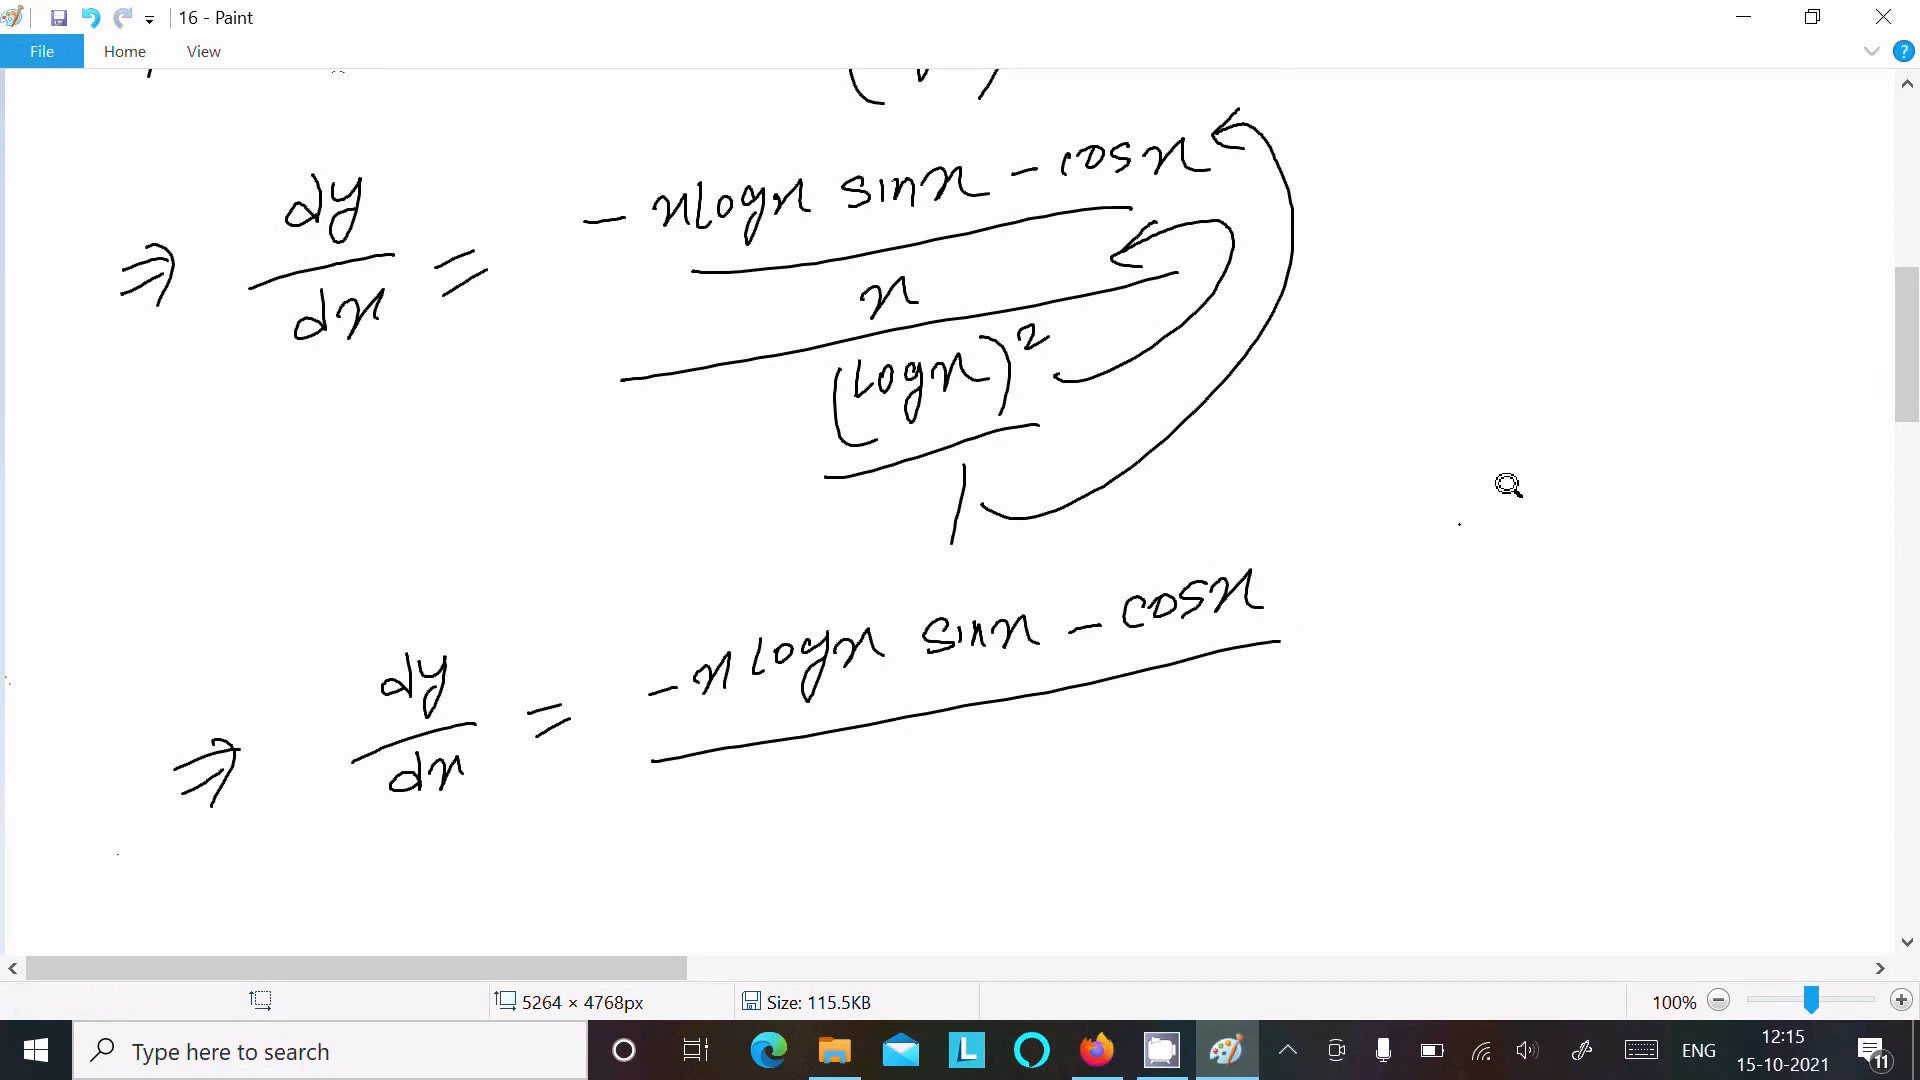 16 - Paint
File Home View
⇒ dy/dx = - x logx sinx - cosx
x
(logx)²
1
⇒ dy/dx = - x logx sinx - cosx
5264 × 4768px Size: 115.5KB 100%
Type here to search L ENG 12:15
15-10-2021 11